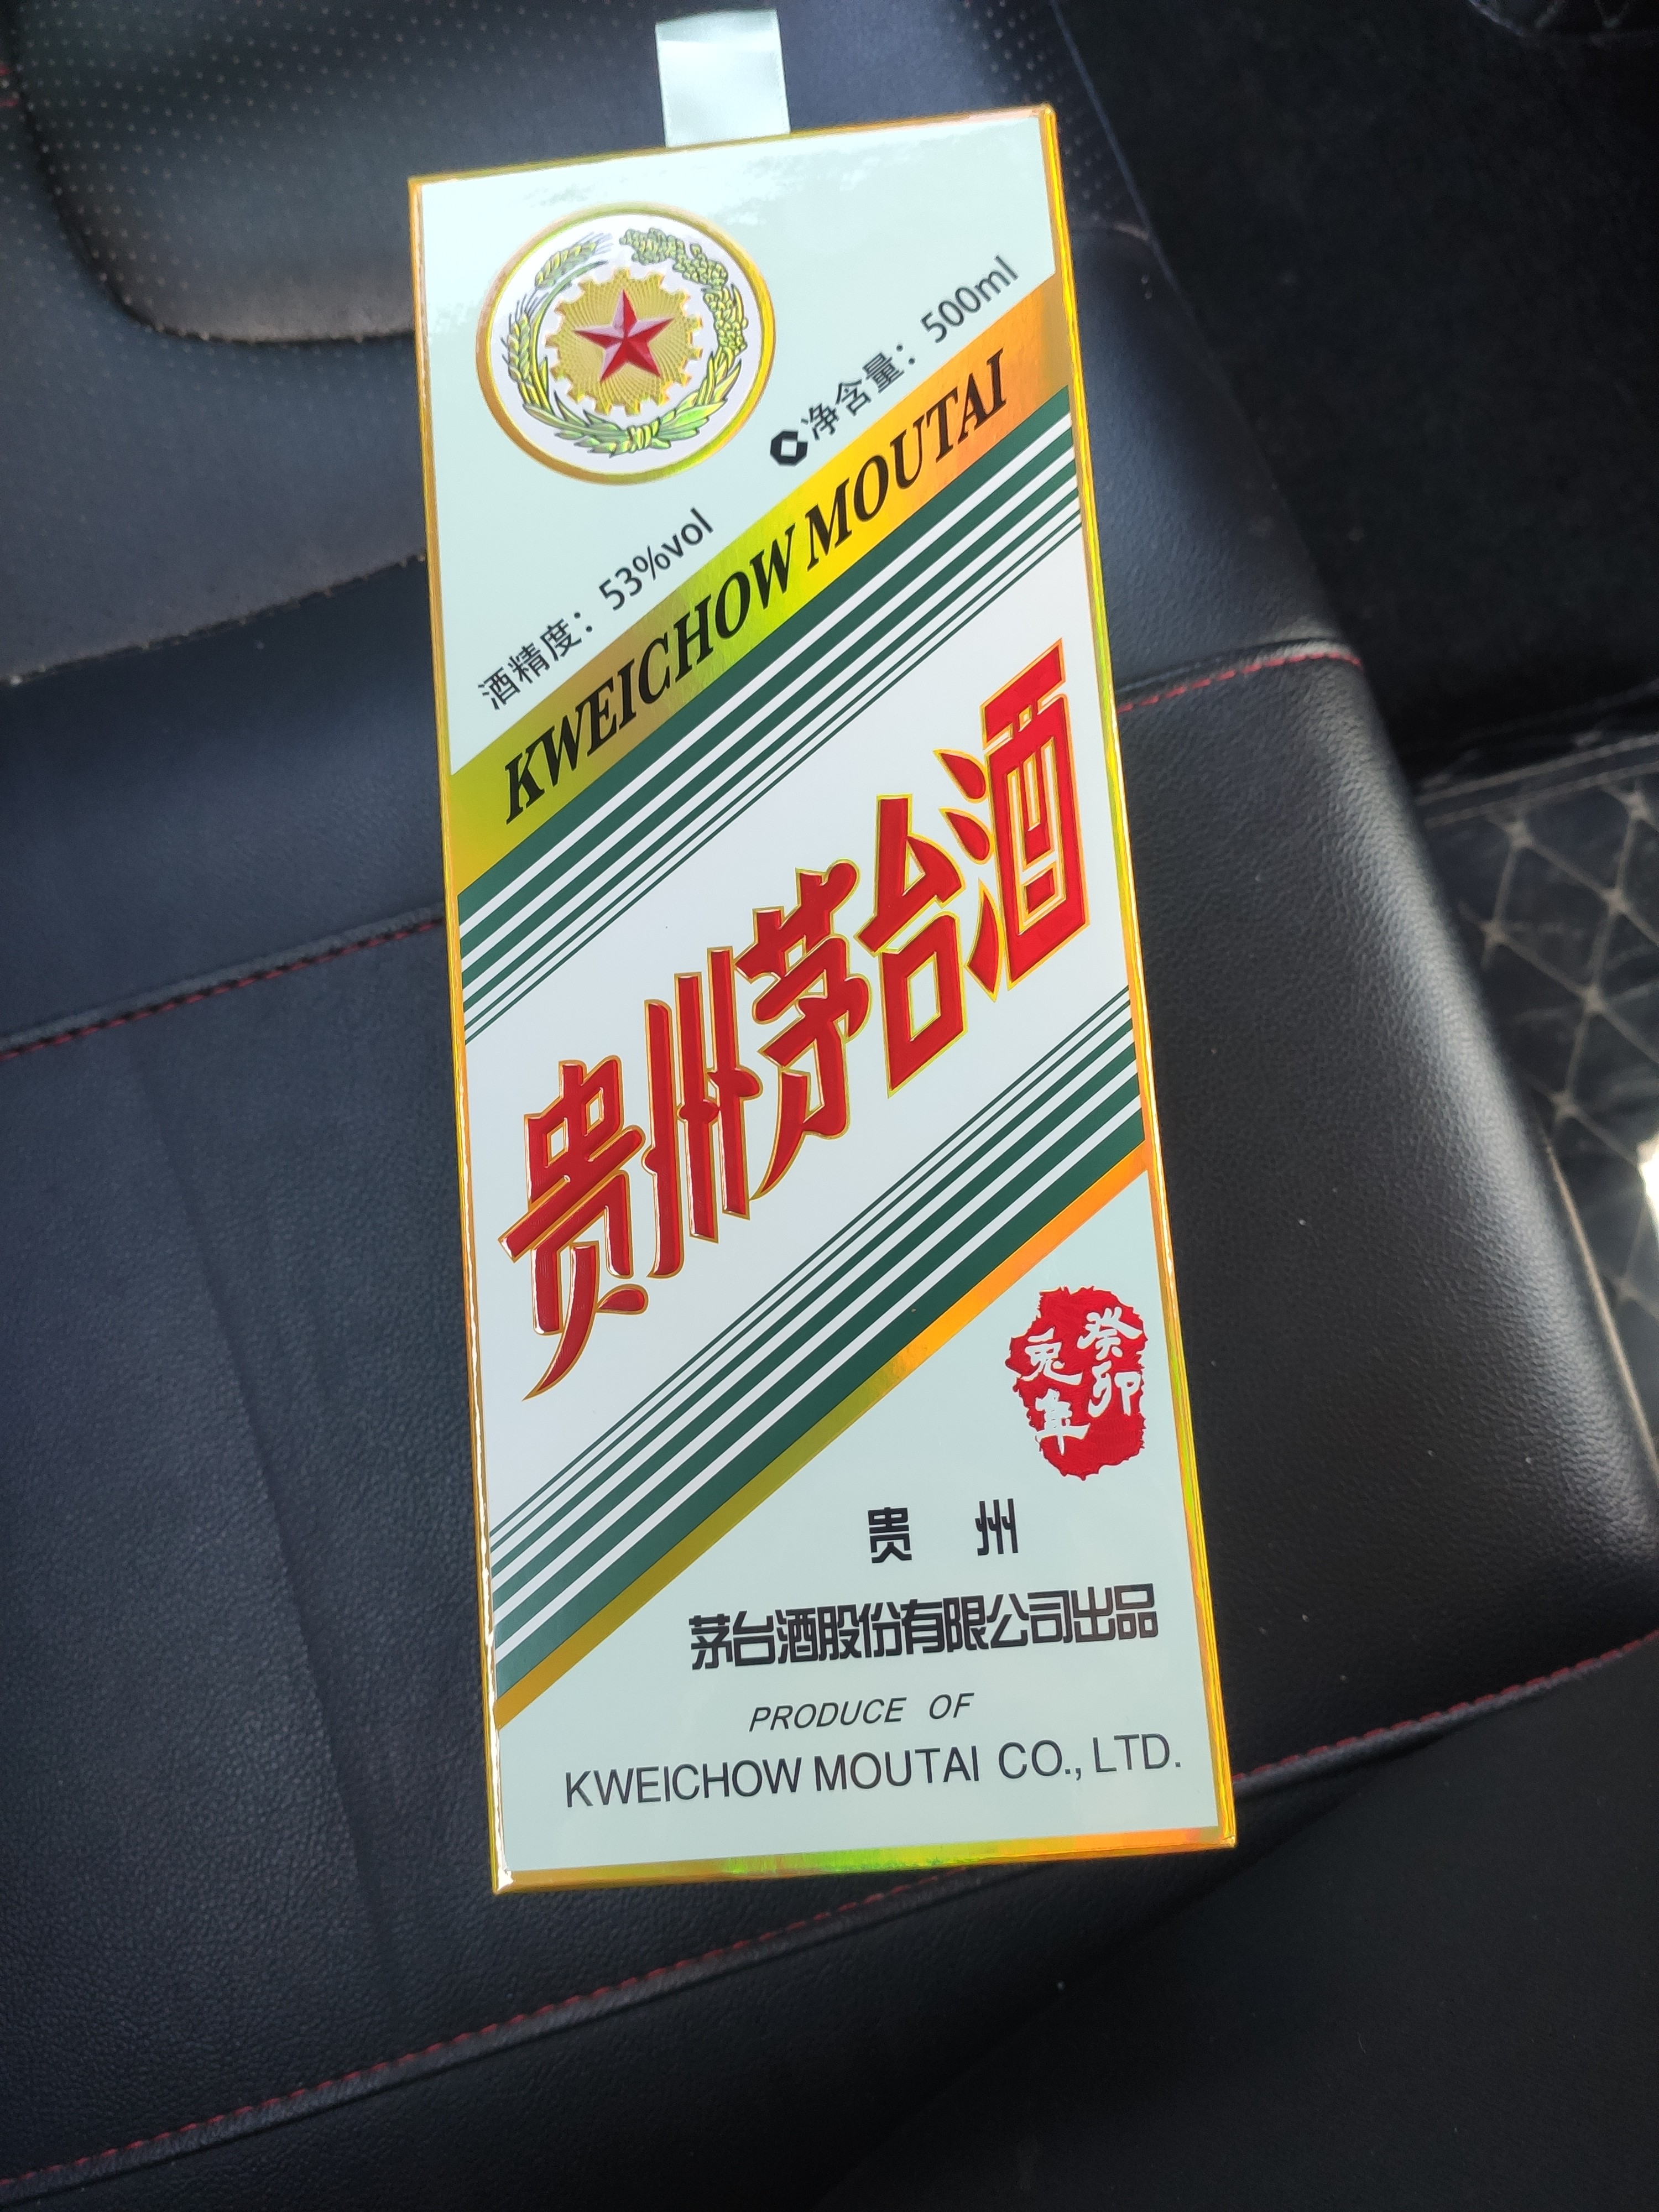 净含量：500ml
酒精度：53%vol
KWEICHOW MOUTAI
贵州茅台酒
癸卯
兔年
贵 州
茅台酒股份有限公司出品
PRODUCE OF
KWEICHOW MOUTAI CO., LTD.